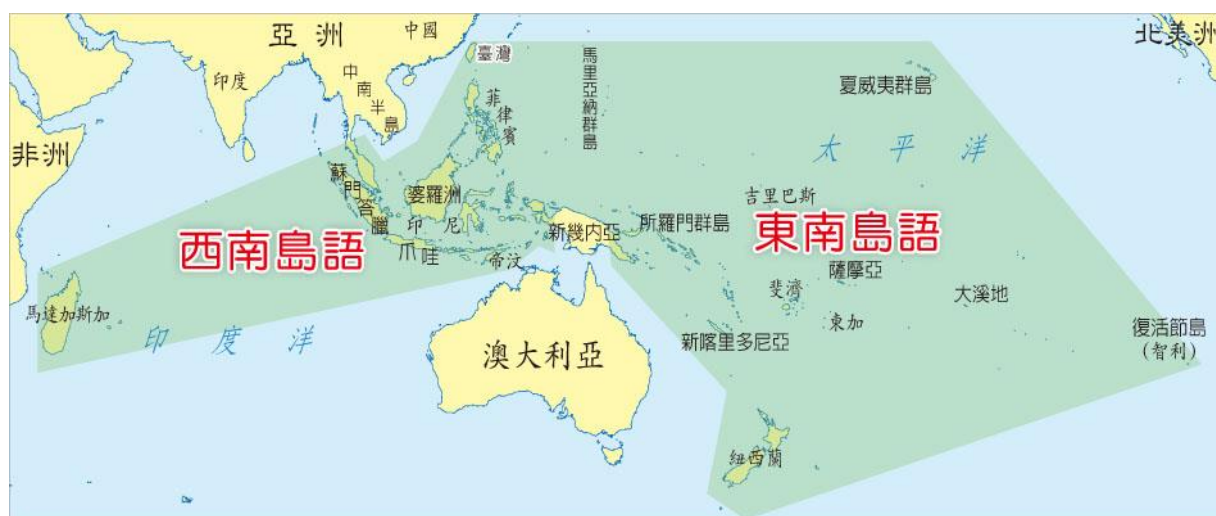 亞洲
中國
北美洲
臺灣
印度
中南半島
馬里亞納群島
夏威夷群島
非洲
菲律賓
太平洋
蘇門答臘
婆羅洲
吉里巴斯
印尼
新幾内亞
所羅門群島
東南島語
西南島語
爪哇
帝汶
薩摩亞
斐濟
大溪地
馬達加斯加
東加
復活節島
(智利)
印度洋
新喀里多尼亞
澳大利亞
紐西蘭